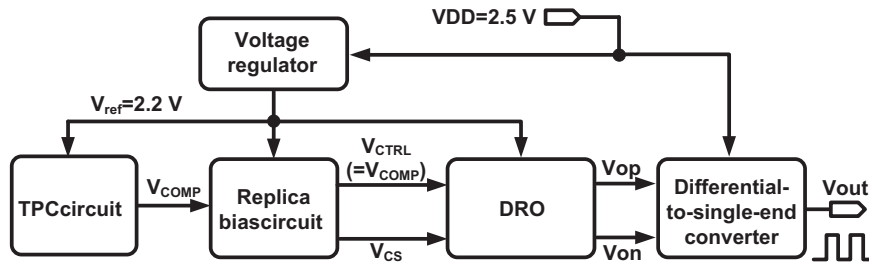 VDD=2.5 V
Voltage
regulator
Vref=2.2 V
TPCcircuit
VCOMP
Replica
biascircuit
VCTRL
(=VCOMP)
VCS
DRO
Vop
Von
Differential-
to-single-end
converter
Vout